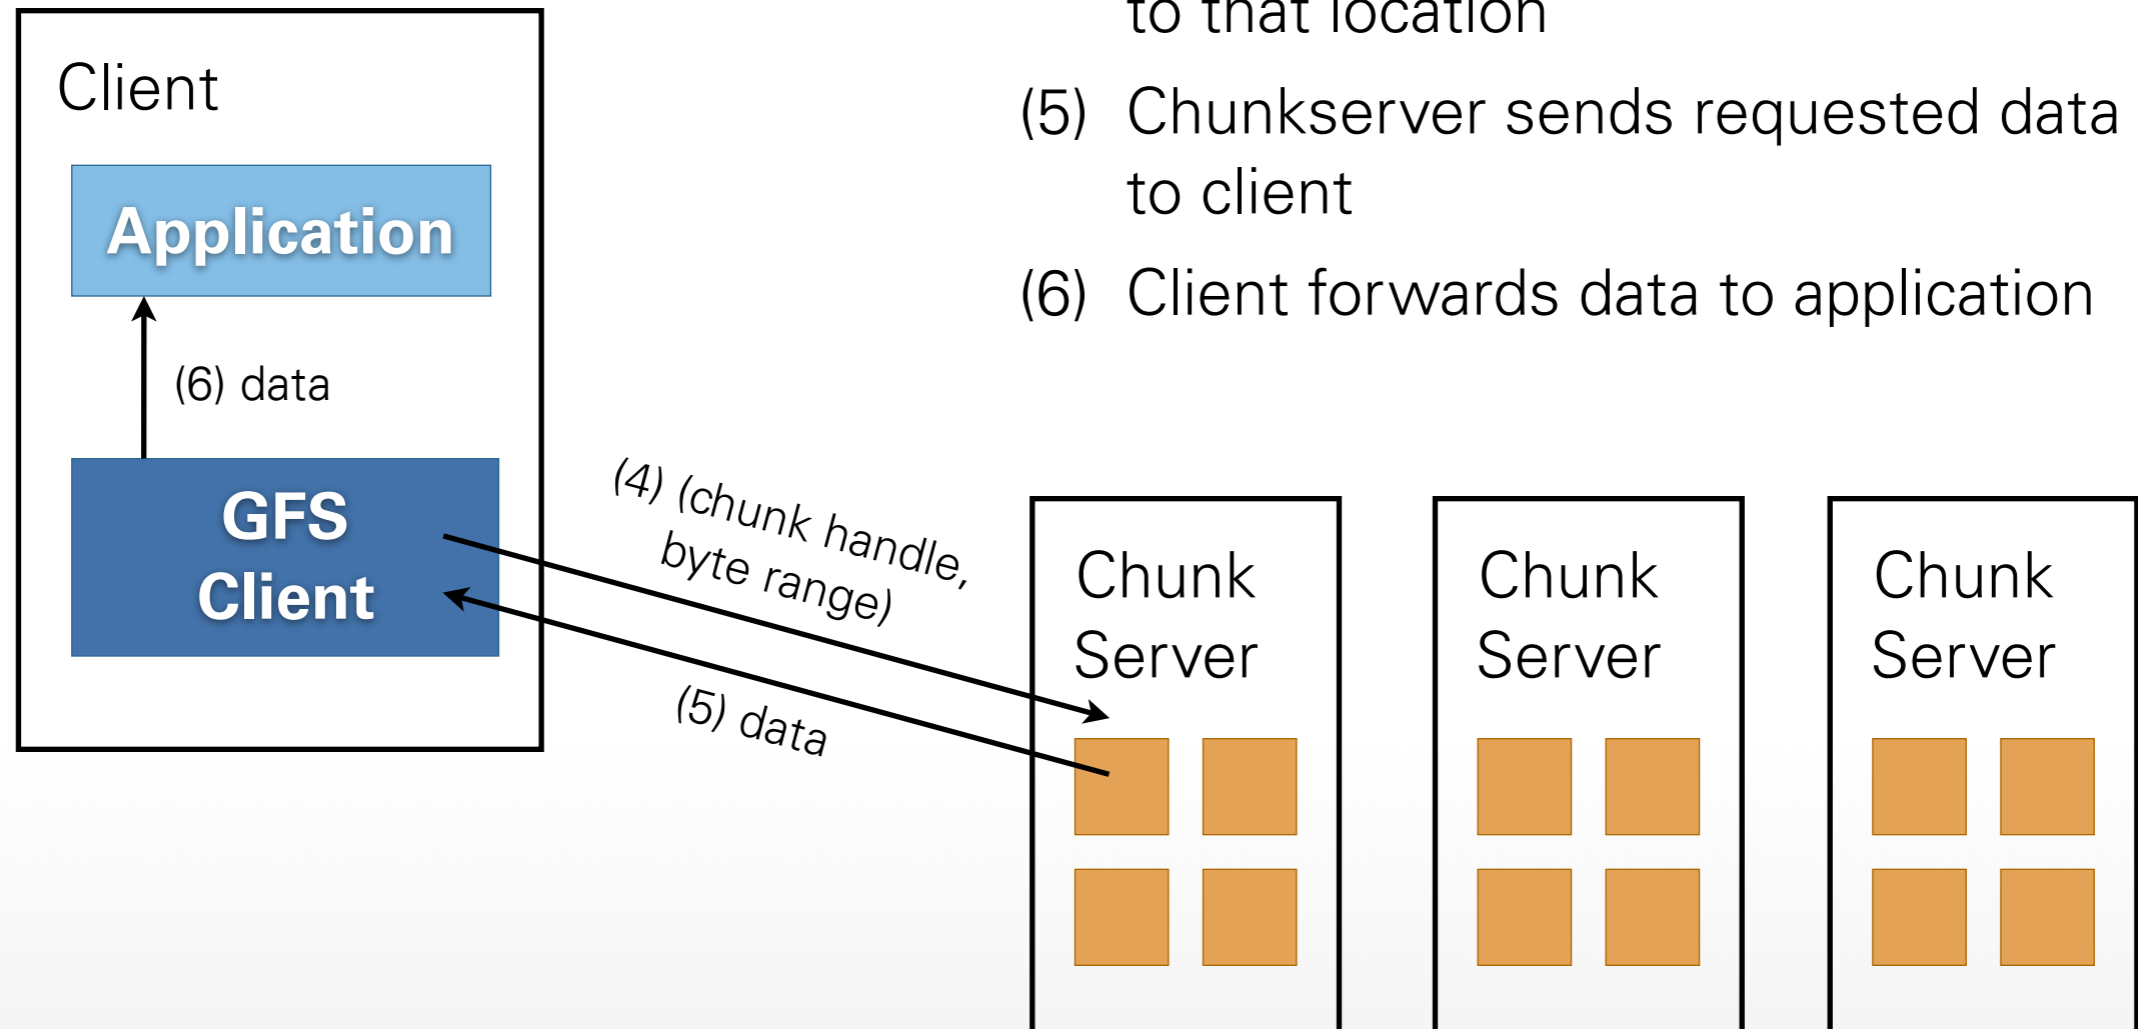 to that location
(5) Chunkserver sends requested data
to client
(6) Client forwards data to application
Client
Application
(6) data
GFS
Client
(4) (chunk handle,
byte range)
(5) data
Chunk
Server
Chunk
Server
Chunk
Server